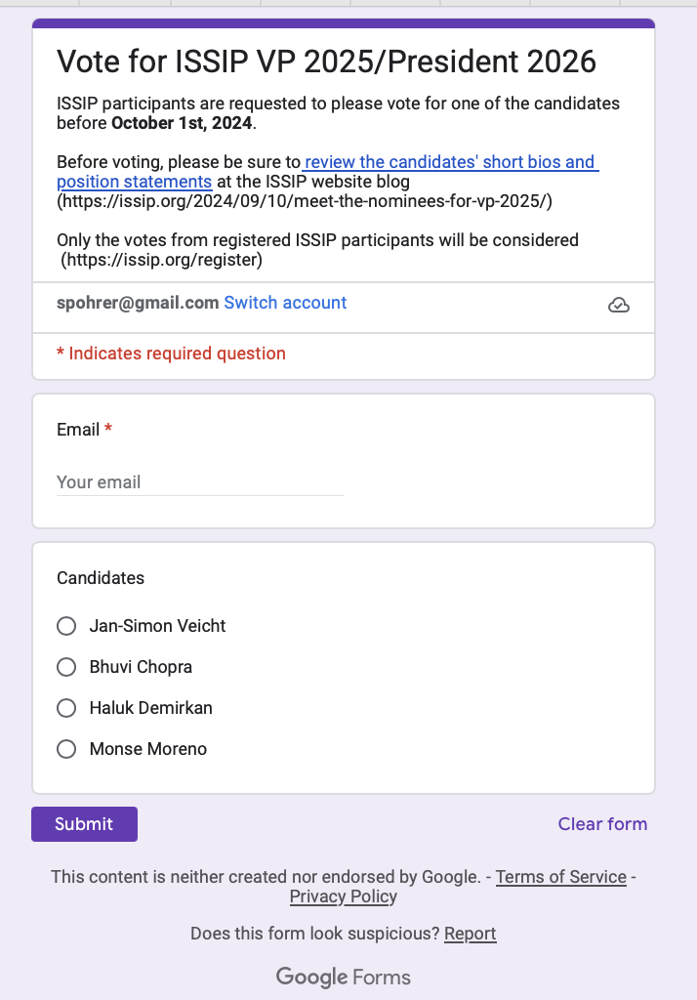 Vote for ISSIP VP 2025/President 2026
ISSIP participants are requested to please vote for one of the candidates
before October 1st, 2024.
Before voting, please be sure to review the candidates' short bios and
position statements at the ISSIP website blog
(https://issip.org/2024/09/10/meet-the-nominees-for-vp-2025/)
Only the votes from registered ISSIP participants will be considered
(https://issip.org/register)
spohrer@gmail.com Switch account
* Indicates required question
Email *
Your email
Candidates
Jan-Simon Veicht
Bhuvi Chopra
Haluk Demirkan
Monse Moreno
Submit
Clear form
This content is neither created nor endorsed by Google. - Terms of Service -
Privacy Policy
Does this form look suspicious? Report
Google Forms